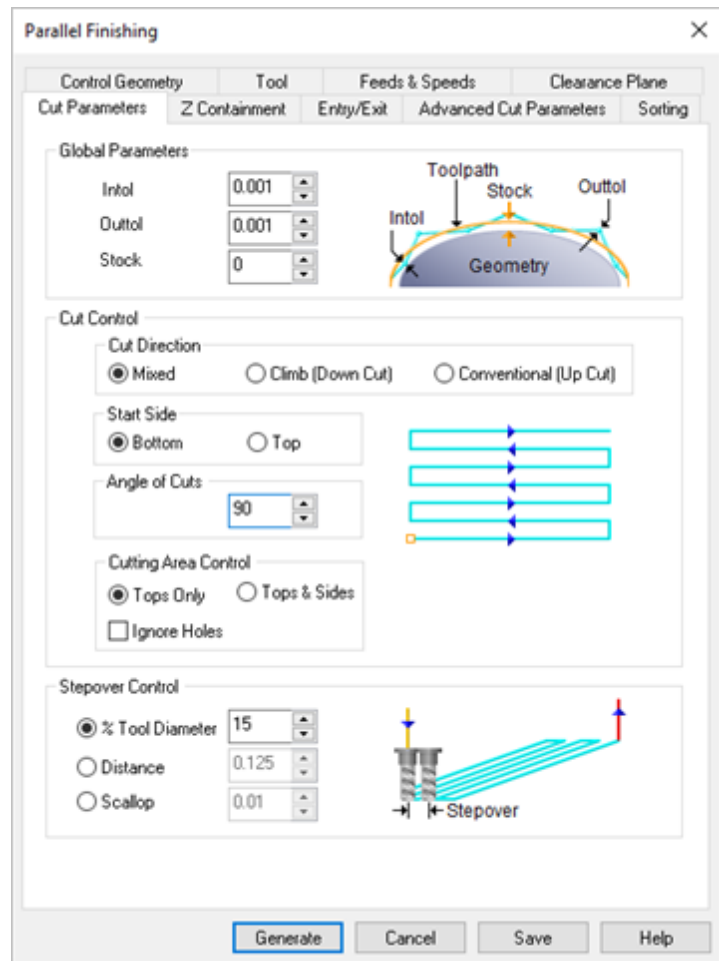 Parallel Finishing
Control Geometry Tool Feeds & Speeds Clearance Plane
Cut Parameters Z Containment Entry/Exit Advanced Cut Parameters Sorting
Global Parameters
Intol 0.001
Outtol 0.001
Stock 0
Toolpath
Stock Outtol
Intol
Geometry
Cut Control
Cut Direction
Mixed Climb (Down Cut) Conventional (Up Cut)
Start Side
Bottom Top
Angle of Cuts
90
Cutting Area Control
Tops Only Tops & Sides
Ignore Holes
Stepover Control
% Tool Diameter 15
Distance 0.125
Scallop 0.01
Stepover
Generate Cancel Save Help